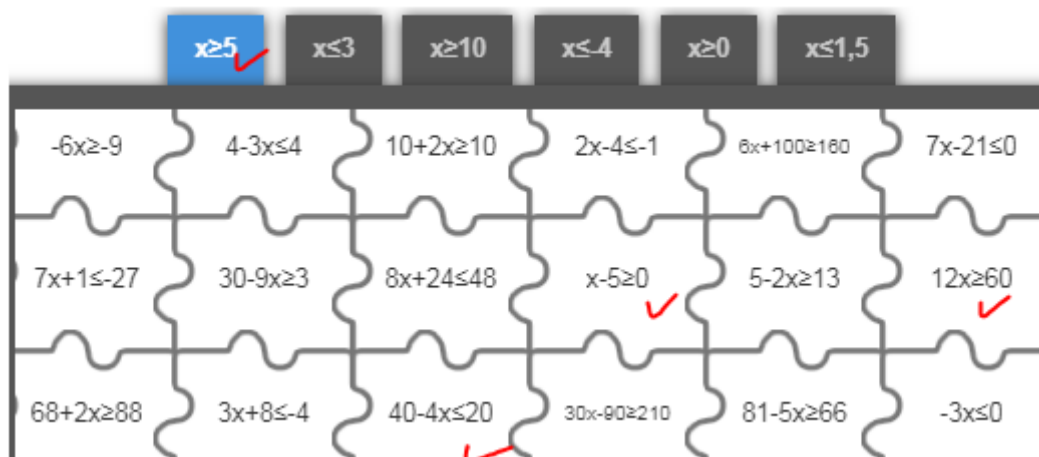 x≥5 x≤3 x≥10 x≤-4 x≥0 x≤1,5
-6x≥-9 4-3x≤4 10+2x≥10 2x-4≤-1 6x+100≥160 7x-21≤0
7x+1≤-27 30-9x≥3 8x+24≤48 x-5≥0 5-2x≥13 12x≥60
68+2x≥88 3x+8≤-4 40-4x≤20 30x-90≥210 81-5x≥66 -3x≤0